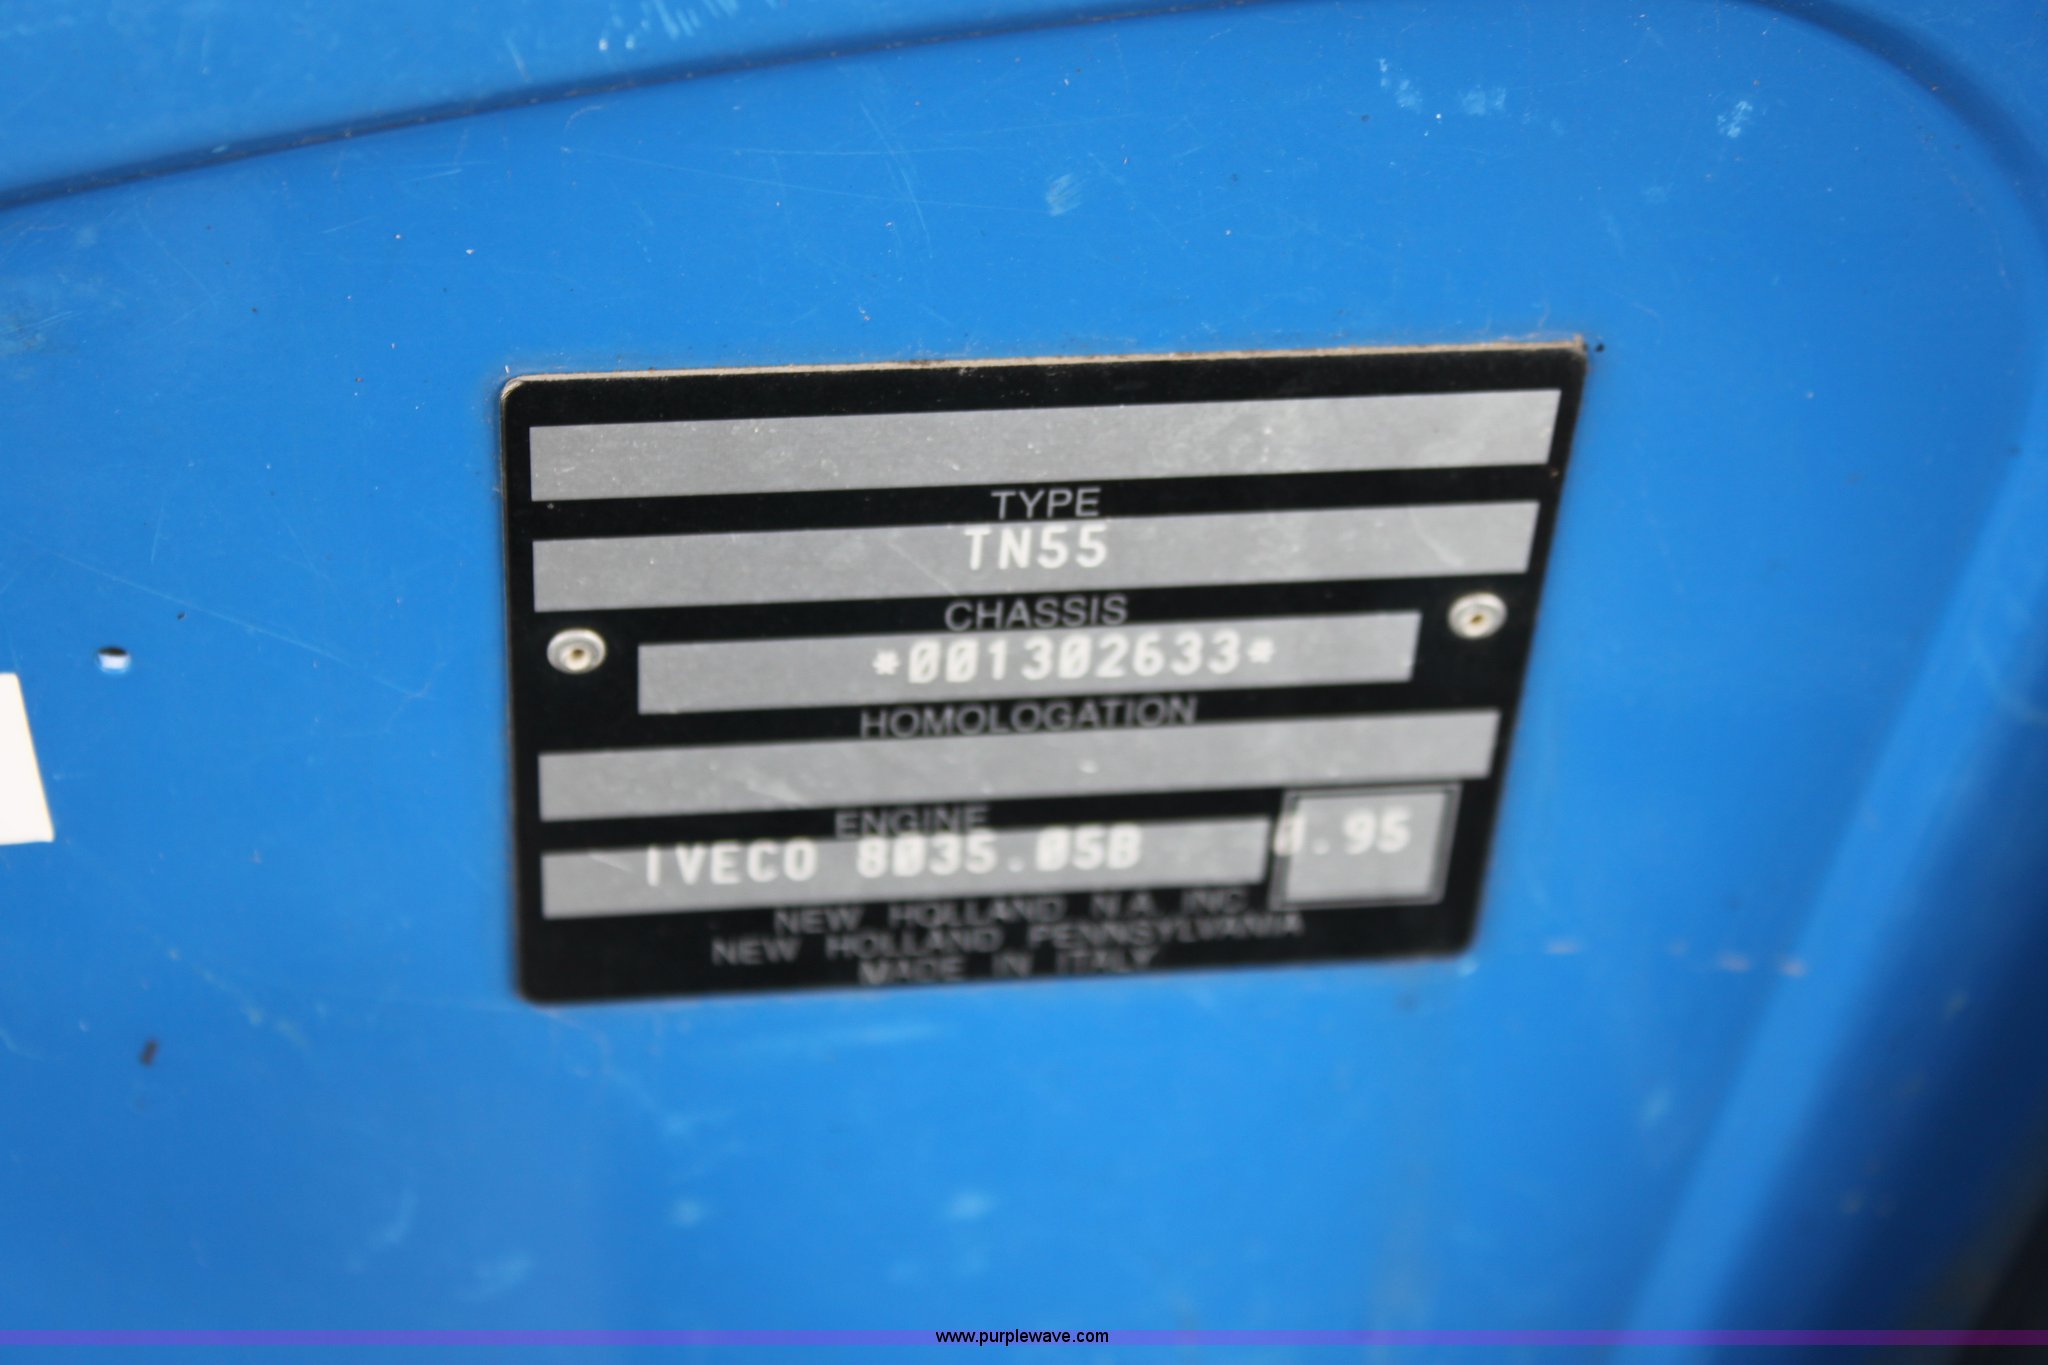 TYPE
TN55
CHASSIS
*001302633*
HOMOLOGATION
ENGINE
IVECO 8035.05B 0.95
NEW HOLLAND N.A. INC.
NEW HOLLAND PENNSYLVANIA
MADE IN ITALY
www.purplewave.com